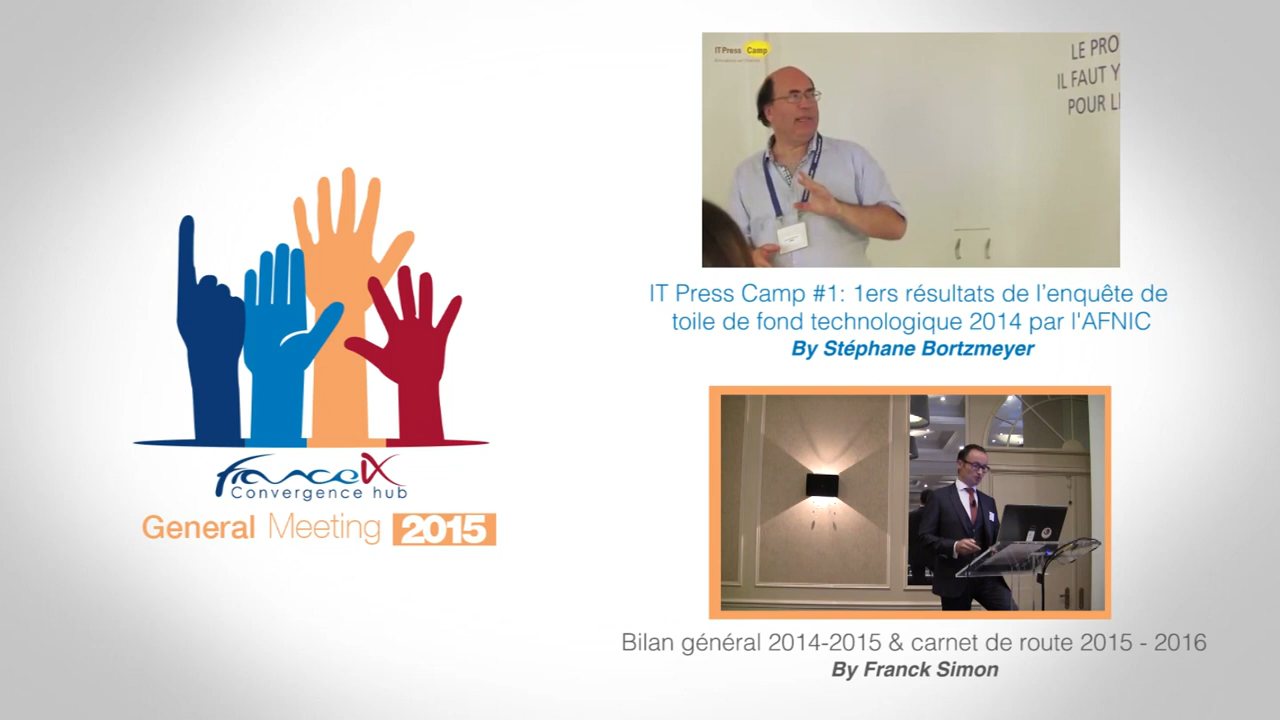 franceIX
Convergence hub
General Meeting 2015
IT Press Camp
LE PRO
IL FAUT Y
POUR LE
IT Press Camp #1: 1ers résultats de l’enquête de
toile de fond technologique 2014 par l'AFNIC
By Stéphane Bortzmeyer
Bilan général 2014-2015 & carnet de route 2015 - 2016
By Franck Simon